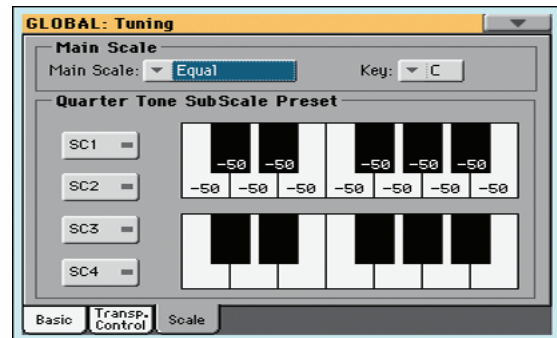 GLOBAL: Tuning
Main Scale
Main Scale: Equal Key: C
Quarter Tone SubScale Preset
SC1
-50 -50 -50 -50 -50
SC2
-50 -50 -50 -50 -50 -50 -50
SC3
SC4
Basic Transp. Control Scale